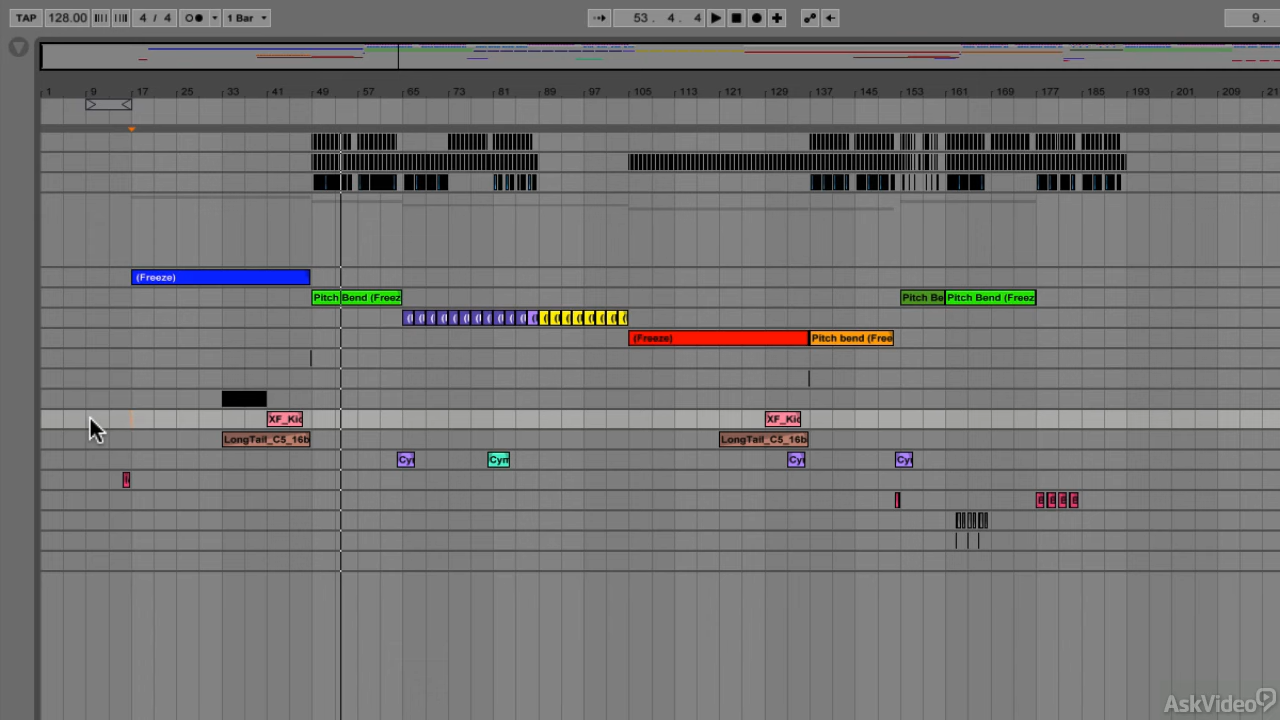 TAP 128.00 4 / 4 1 Bar 53 . 4 . 4 9 .
1 9 17 25 33 41 49 57 65 73 81 89 97 105 113 121 129 137 145 153 161 169 177 185 193 201 209 21
(Freeze)
Pitch Bend (Freez Pitch Be Pitch Bend (Freez
(Freeze) Pitch bend (Free
XF_Kic XF_Kic
LongTail_C5_16b LongTail_C5_16b
Cyn Cym Cy Cy
AskVideo